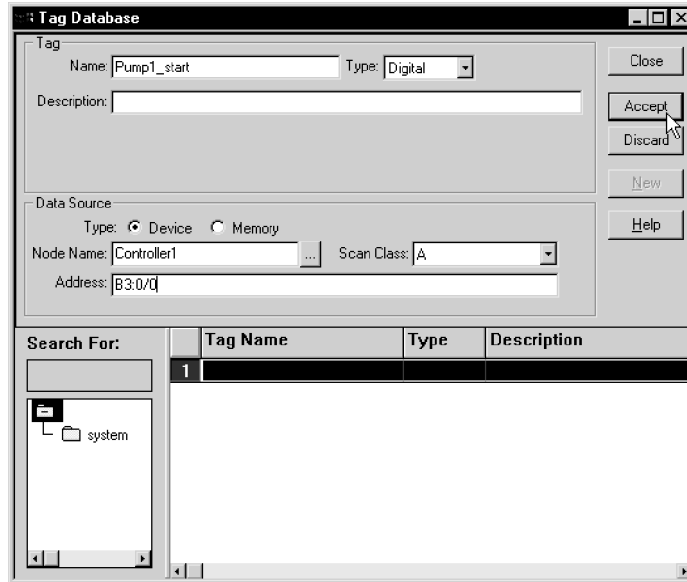 Tag Database
Tag
Name: Pump1_start Type: Digital
Close
Description:
Accept
Discard
New
Data Source
Type: Device Memory
Help
Node Name: Controller1 ... Scan Class: A
Address: B3:0/0
Search For: Tag Name Type Description
1
system